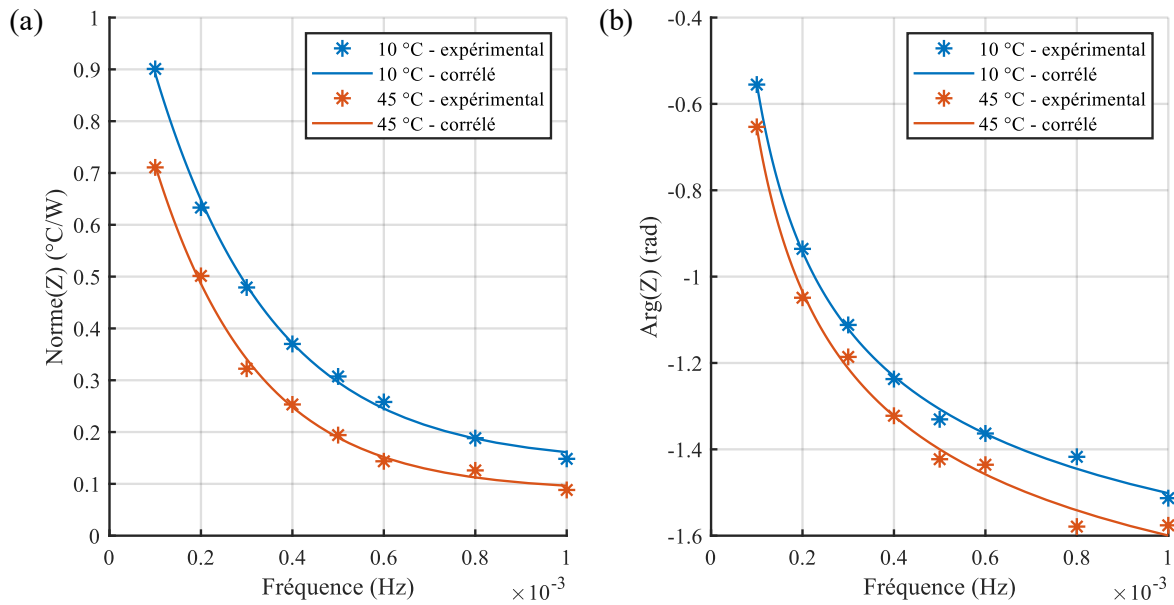 (a)
1
0.9
0.8
0.7
0.6
0.5
0.4
0.3
0.2
0.1
0
Norme(Z) (°C/W)
10 °C - expérimental
10 °C - corrélé
45 °C - expérimental
45 °C - corrélé
0 0.2 0.4 0.6 0.8 1
Fréquence (Hz) ×10⁻³
(b)
-0.4
-0.6
-0.8
-1
-1.2
-1.4
-1.6
Arg(Z) (rad)
10 °C - expérimental
10 °C - corrélé
45 °C - expérimental
45 °C - corrélé
0 0.2 0.4 0.6 0.8 1
Fréquence (Hz) ×10⁻³